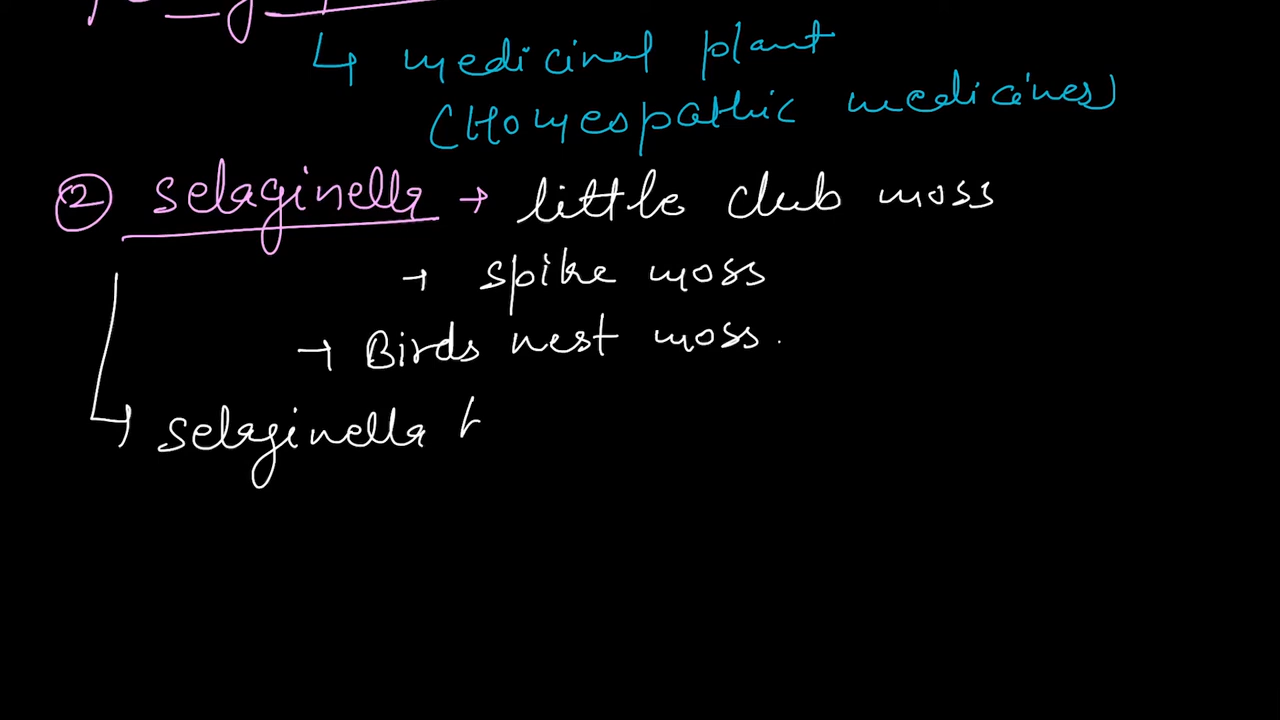 ↳ medicinal plant
(Homeopathic medicines)
② selaginella → little club moss
→ spike moss
→ Birds nest moss.
↳ selaginella